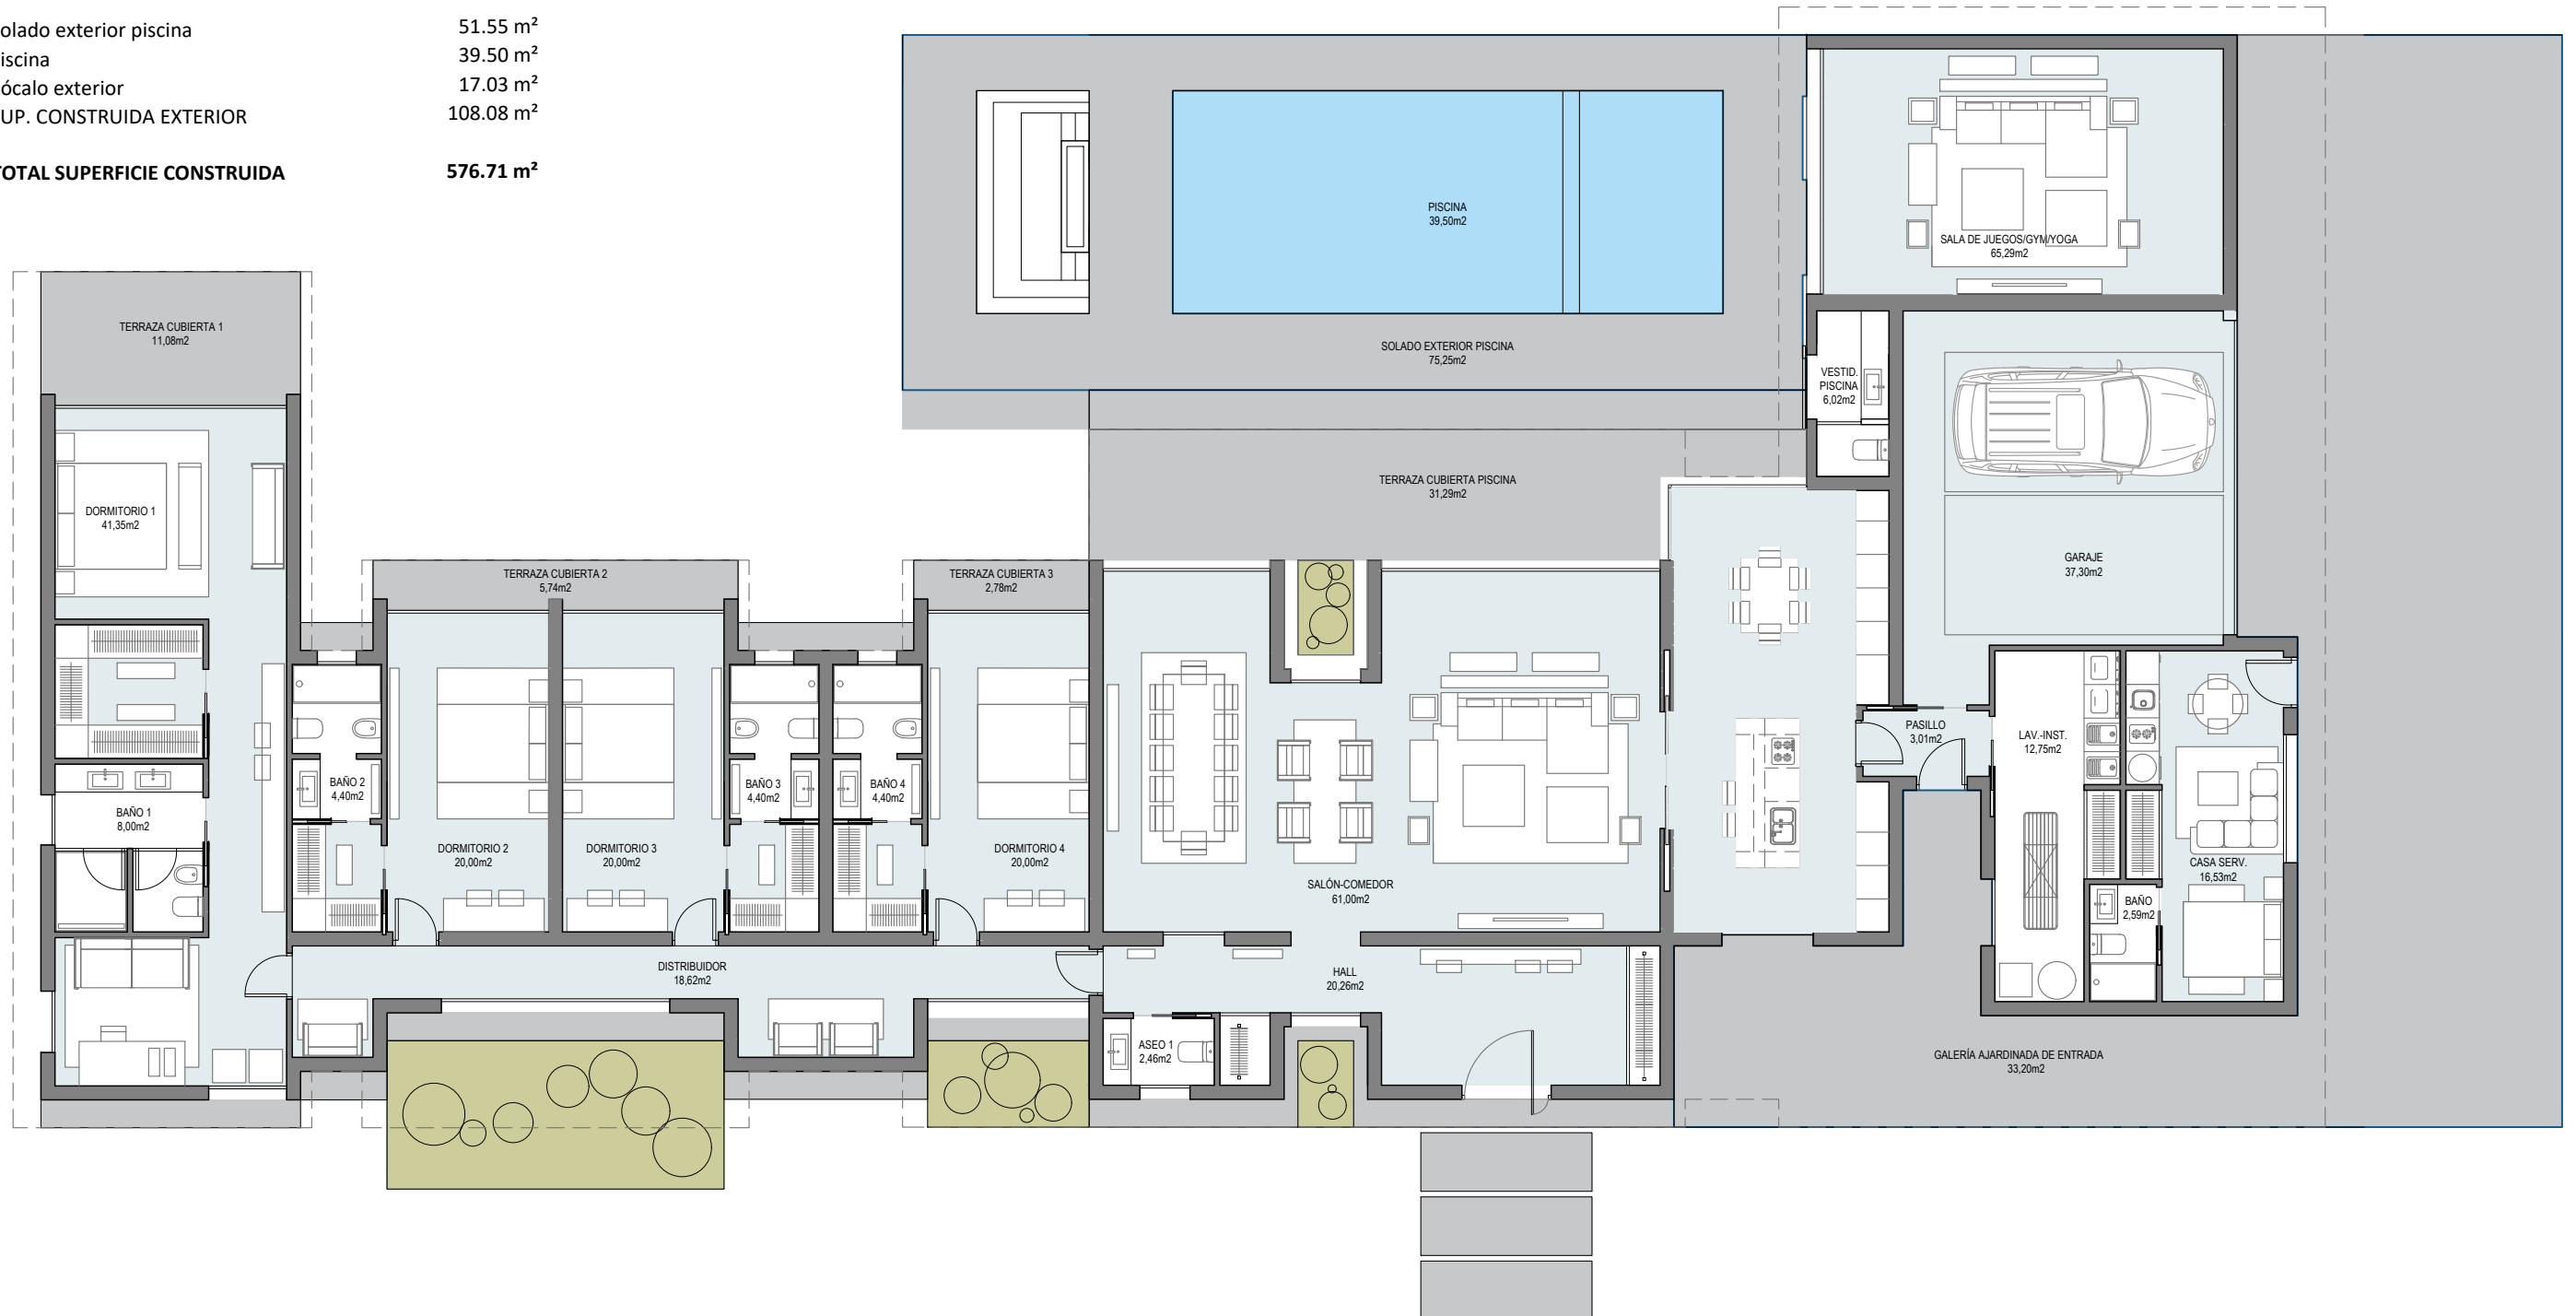 olado exterior piscina 51.55 m²
iscina 39.50 m²
ócalo exterior 17.03 m²
UP. CONSTRUIDA EXTERIOR 108.08 m²
TOTAL SUPERFICIE CONSTRUIDA 576.71 m²
PISCINA
39,50m2
SALA DE JUEGOS/GYM/YOGA
65,29m2
TERRAZA CUBIERTA 1
11,08m2
SOLADO EXTERIOR PISCINA
75,25m2
VESTID.
PISCINA
6,02m2
TERRAZA CUBIERTA PISCINA
31,29m2
DORMITORIO 1
41,35m2
GARAJE
37,30m2
TERRAZA CUBIERTA 2
5,74m2
TERRAZA CUBIERTA 3
2,78m2
PASILLO
3,01m2
LAV.-INST.
12,75m2
BAÑO 1
8,00m2
BAÑO 2
4,40m2
BAÑO 3
4,40m2
BAÑO 4
4,40m2
DORMITORIO 2
20,00m2
DORMITORIO 3
20,00m2
DORMITORIO 4
20,00m2
SALÓN-COMEDOR
61,00m2
CASA SERV.
16,53m2
BAÑO
2,59m2
DISTRIBUIDOR
18,62m2
HALL
20,26m2
ASEO 1
2,46m2
GALERÍA AJARDINADA DE ENTRADA
33,20m2